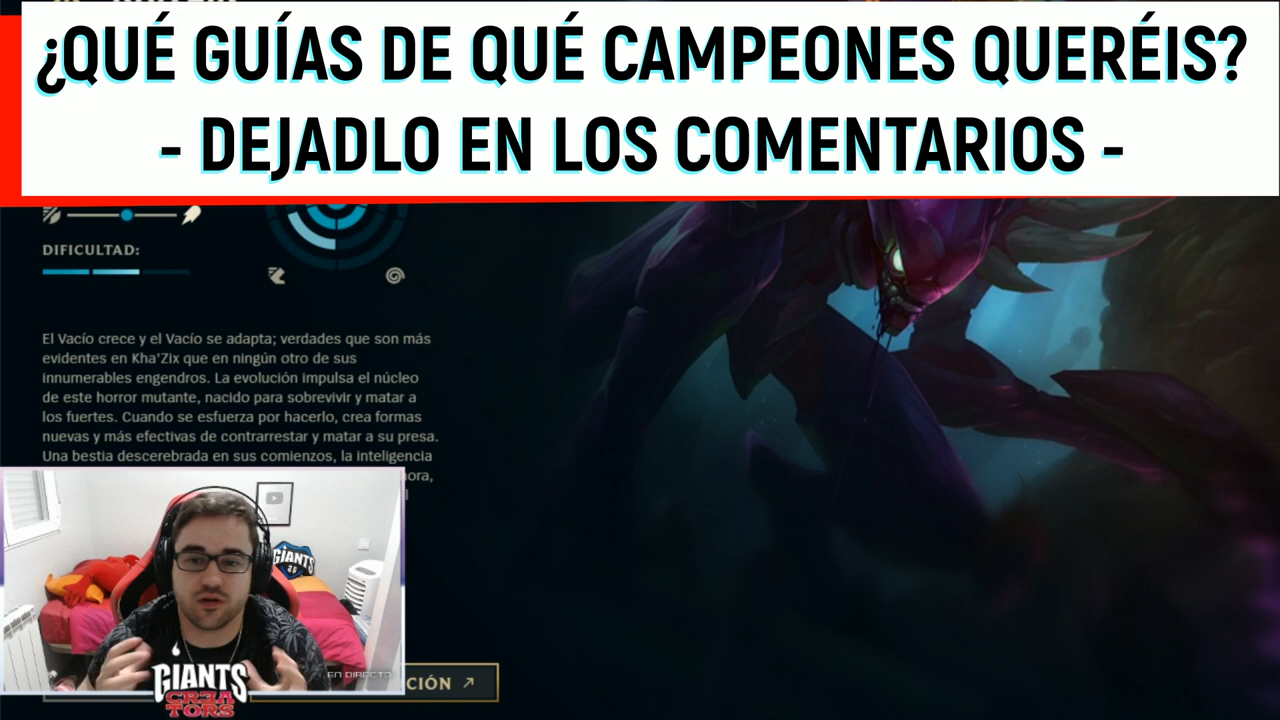 ¿QUÉ GUÍAS DE QUÉ CAMPEONES QUERÉIS?
- DEJADLO EN LOS COMENTARIOS -
DIFICULTAD:
El Vacío crece y el Vacío se adapta; verdades que son más
evidentes en Kha'Zix que en ningún otro de sus
innumerables engendros. La evolución impulsa el núcleo
de este horror mutante, nacido para sobrevivir y matar a
los fuertes. Cuando se esfuerza por hacerlo, crea formas
nuevas y más efectivas de contrarrestar y matar a su presa.
Una bestia descerebrada en sus comienzos, la inteligencia
GIANTS
EN DIRECTO
CIÓN
GIANTS
CREA
TORS